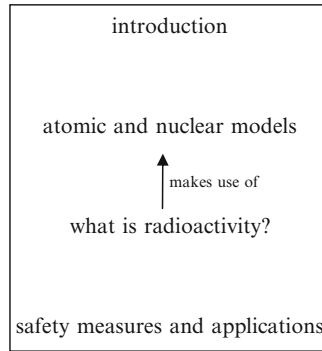 introduction
atomic and nuclear models
makes use of
what is radioactivity?
safety measures and applications